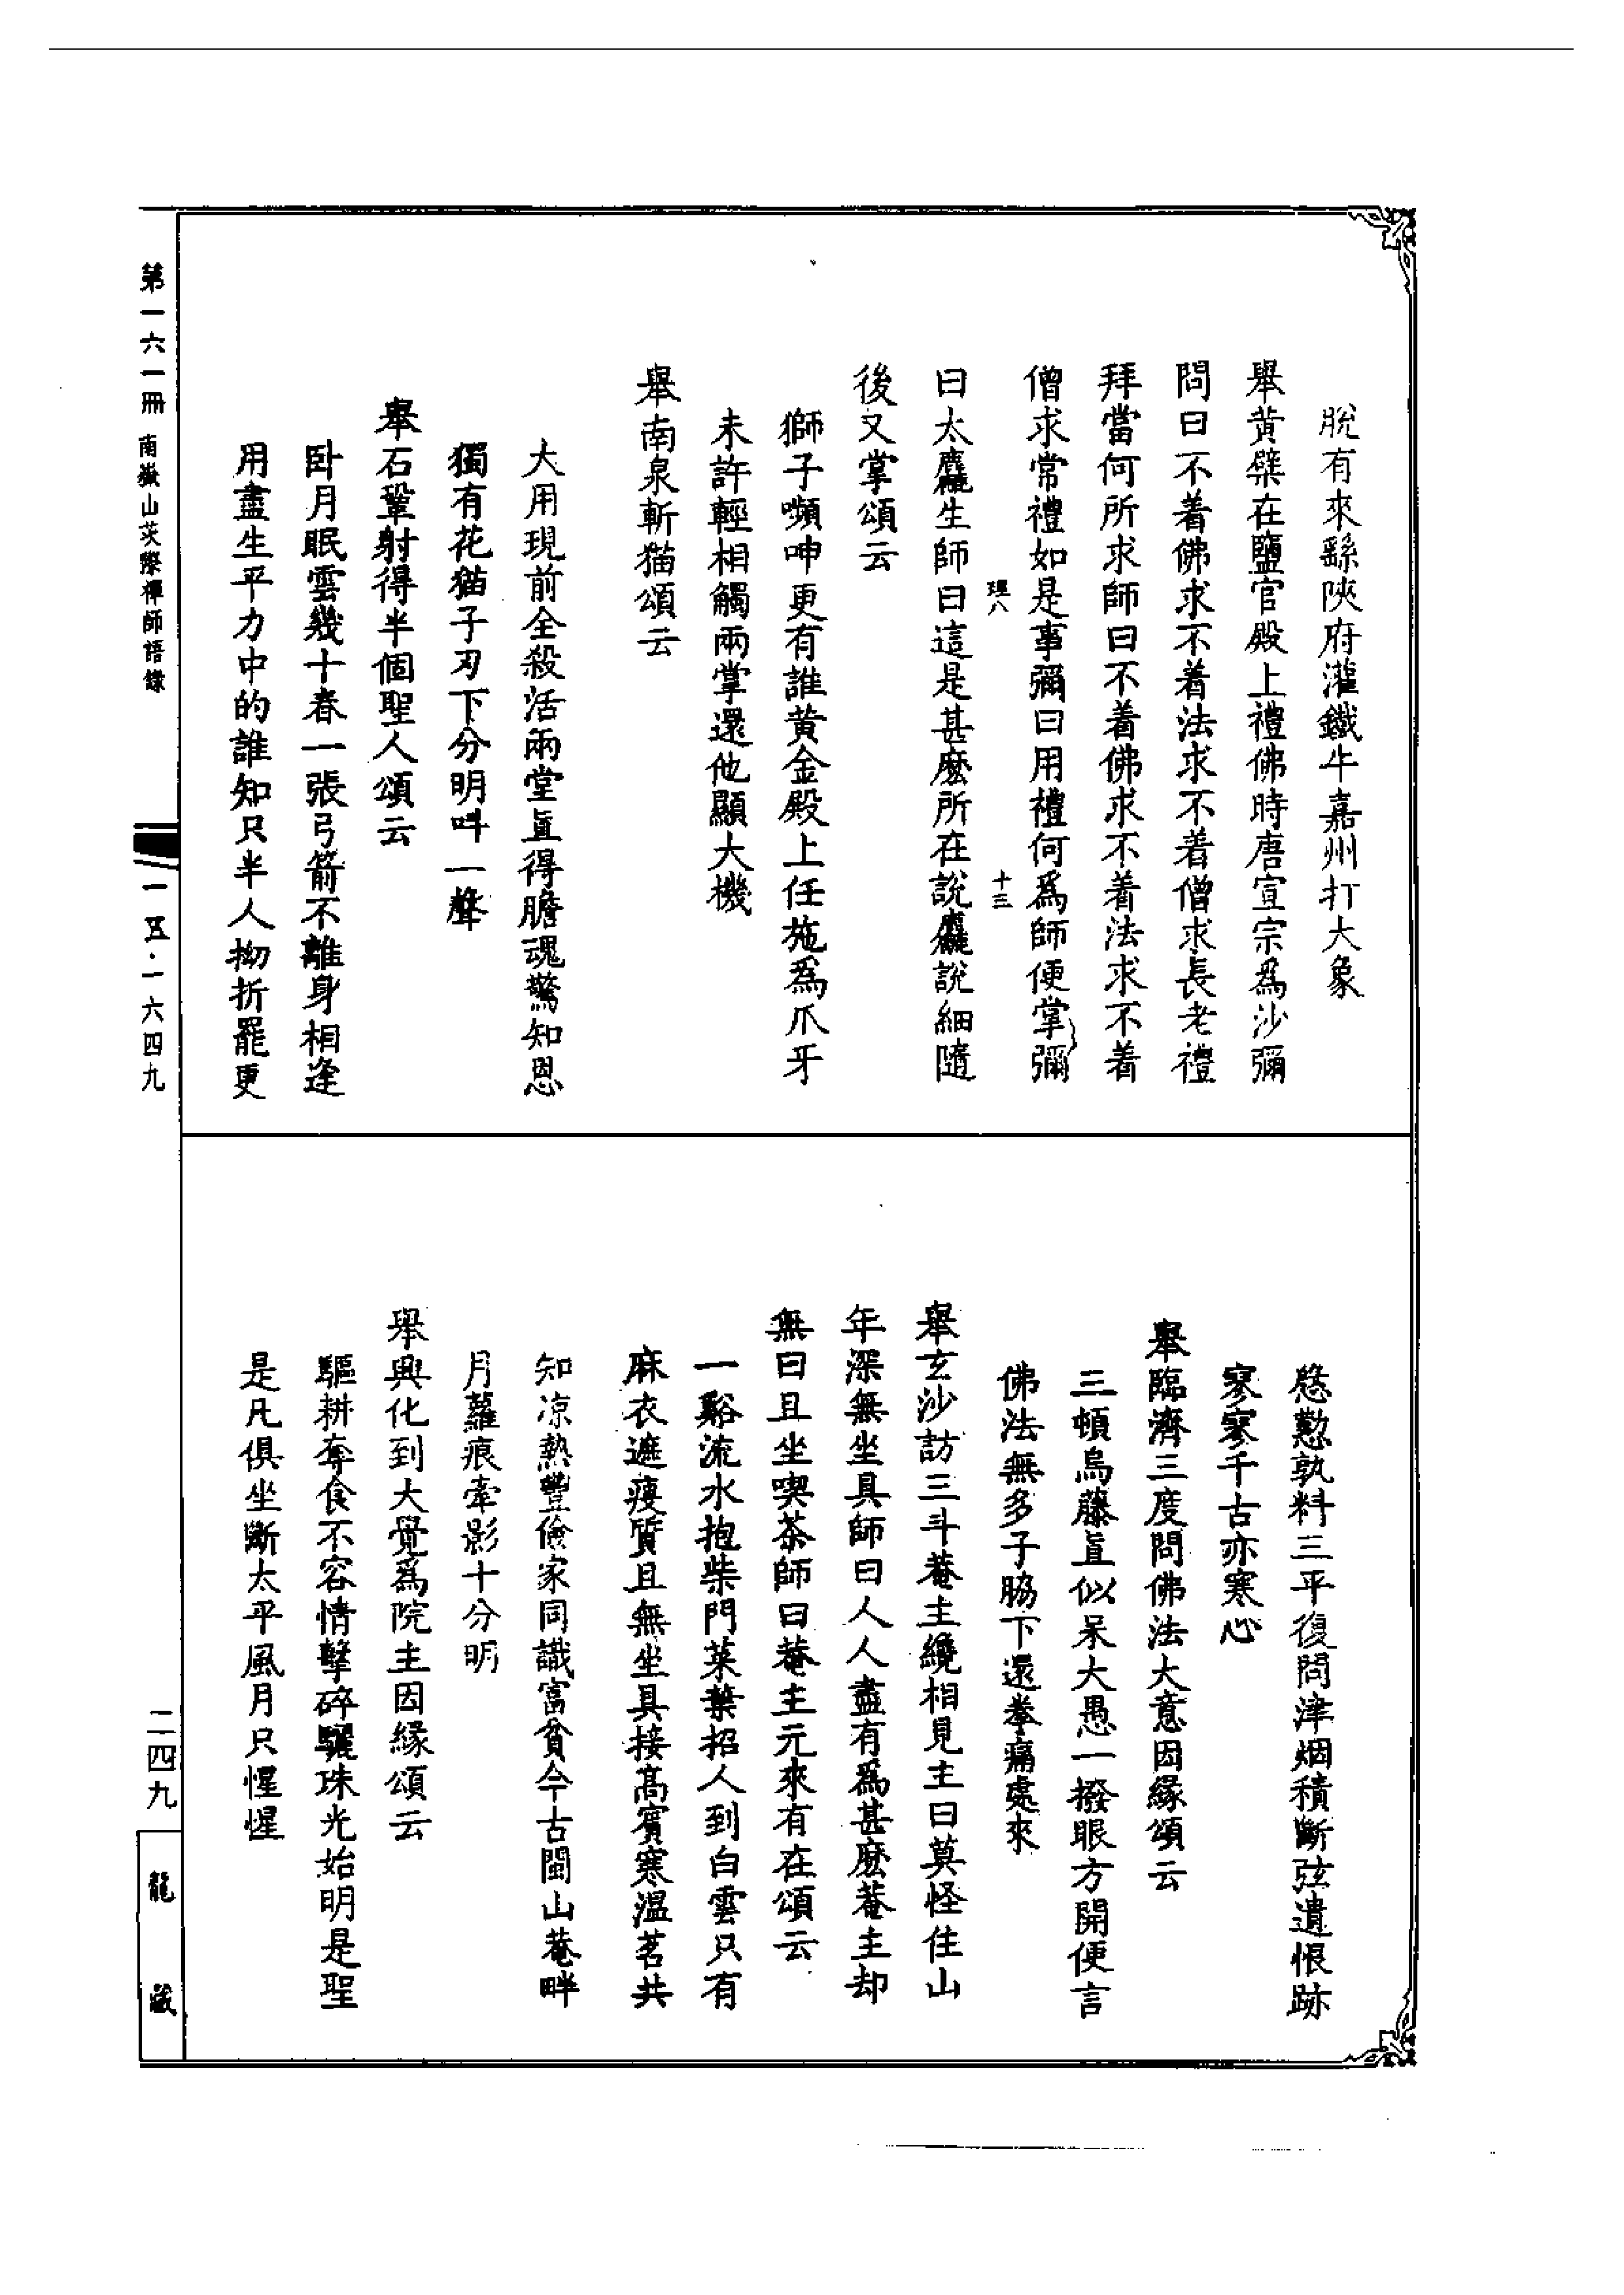 脫有來繇陝府灌鐵牛嘉州打大象
舉黃檗在鹽官殿上禮佛時唐宣宗爲沙彌
問曰不着佛求不着法求不着僧求長老禮
拜當何所求師曰不着佛求不着法求不着
僧求常禮如是事彌曰用禮何爲師便掌彌
理八 十三
曰太麤生師曰這是甚麼所在說麤說細隨
後又掌頌云
獅子嚬呻更有誰黃金殿上任施爲爪牙
未許輕相觸兩掌還他顯大機
舉南泉斬猫頌云
大用現前全殺活兩堂直得膽魂驚知恩
獨有花猫子刃下分明呌一聲
舉石鞏射得半個聖人頌云
卧月眠雲幾十春一張弓箭不離身相逢
用盡生平力中的誰知只半人拗折罷更
慇懃孰料三平復問津烟積斷弦遺恨跡
寥寥千古亦寒心
舉臨濟三度問佛法大意因緣頌云
三頓烏藤直似呆大愚一撥眼方開便言
佛法無多子脇下還拳痛處來
舉玄沙訪三斗菴主纔相見主曰莫怪住山
年深無坐具師曰人人盡有爲甚麼菴主却
無曰且坐喫茶師曰菴主元來有在頌云
一谿流水抱柴門菜葉招人到白雲只有
麻衣遮瘦質且無坐具接高賓寒溫茗共
知凉熱豐儉家同識富貧今古閩山菴畔
月蘿痕牽影十分明
舉興化到大覺爲院主因緣頌云
驅耕奪食不容情擊碎驪珠光始明是聖
是凡俱坐斷太平風月只惺惺
第一六一冊 南嶽山茨際禪師語錄
一五·一六四九
二四九
龍藏